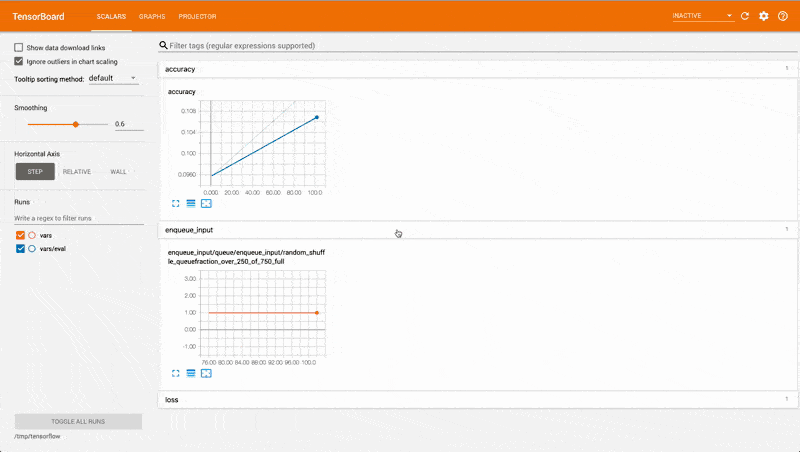 TensorBoard SCALARS GRAPHS PROJECTOR INACTIVE
Show data download links
Ignore outliers in chart scaling
Tooltip sorting method: default
Smoothing
0.6
Horizontal Axis
STEP RELATIVE WALL
Runs
Write a regex to filter runs
vars
vars/eval
TOGGLE ALL RUNS
/tmp/tensorflow
Filter tags (regular expressions supported)
accuracy 1
accuracy
0.108
0.104
0.100
0.0960
0.000 20.00 40.00 60.00 80.00 100.0
enqueue_input 1
enqueue_input/queue/enqueue_input/random_shuf
fle_queuefraction_over_250_of_750_full
3.00
2.00
1.00
0.00
-1.00
76.00 80.00 84.00 88.00 92.00 96.00 100.0
loss 1